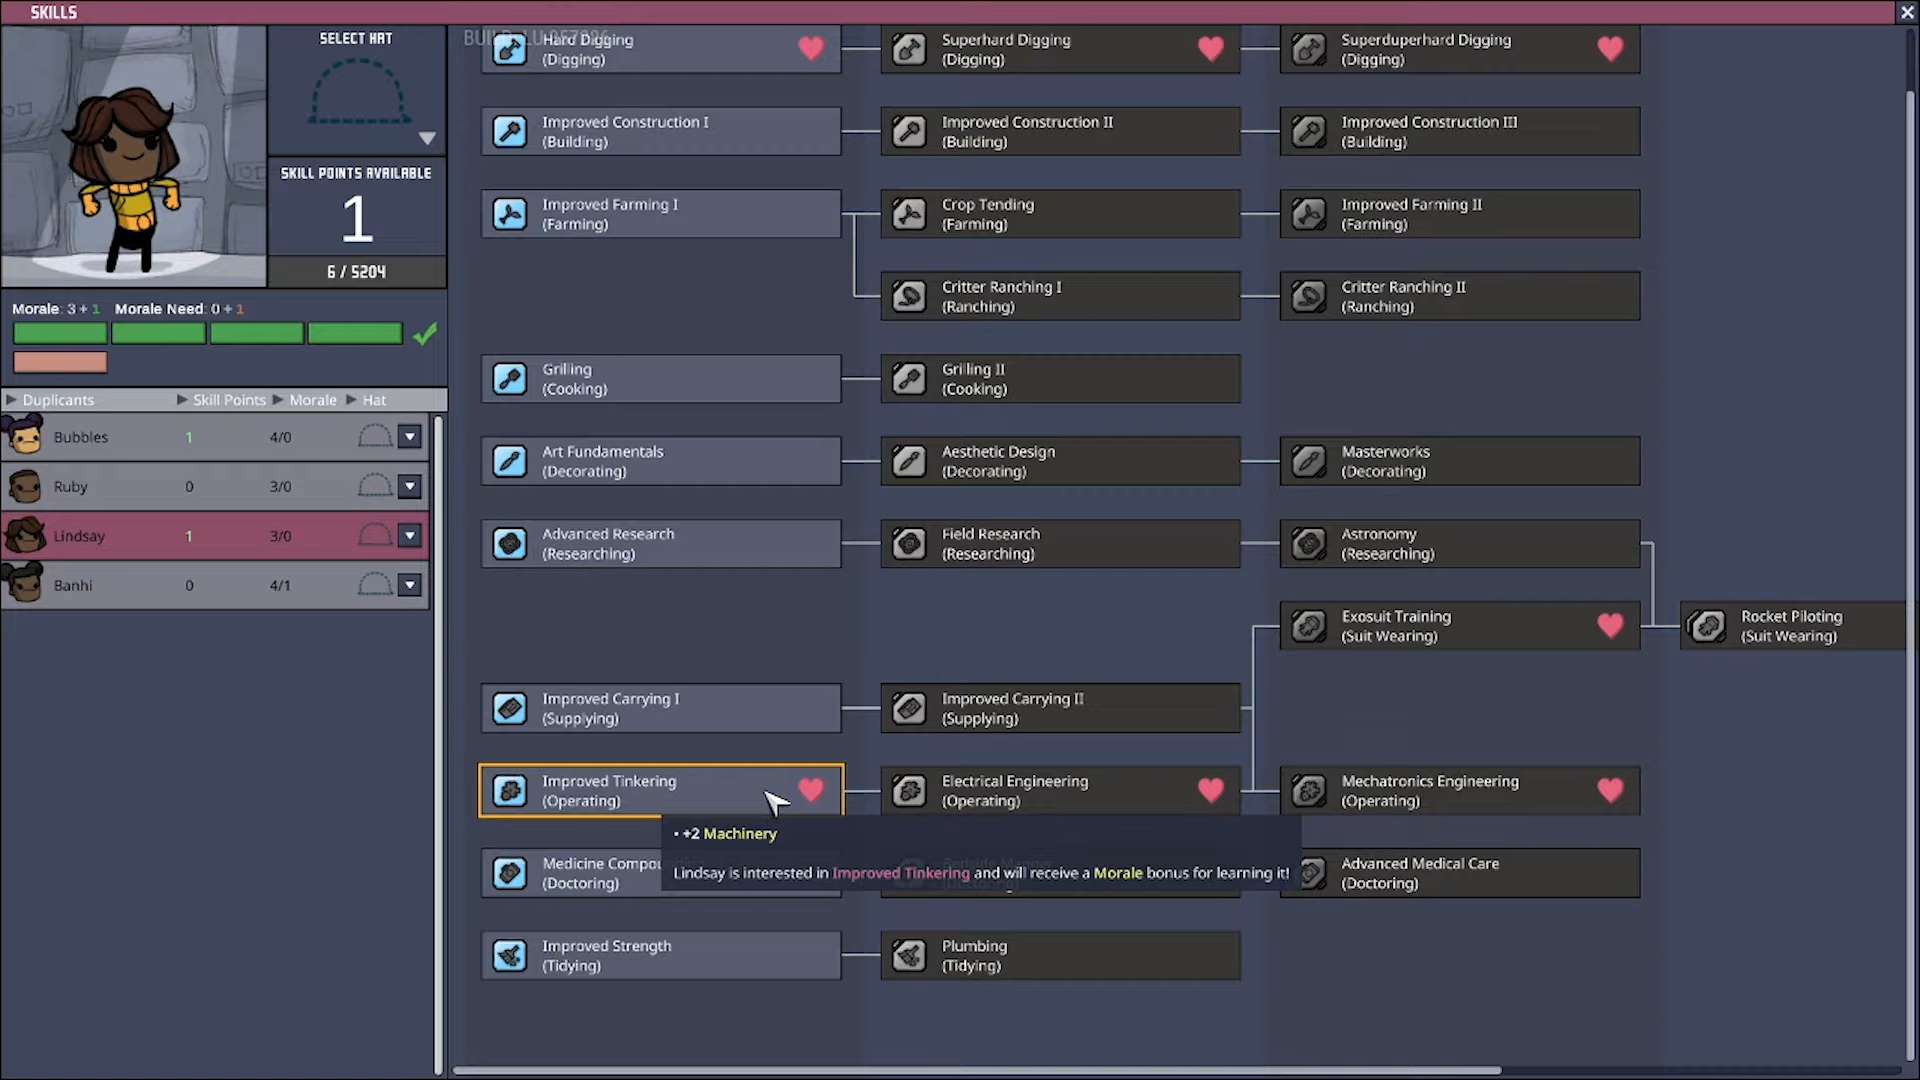 SKILLS
SELECT HAT
SKILL POINTS AVAILABLE
1
6 / 5204
Morale: 3 + 1 Morale Need: 0 + 1
Duplicants Skill Points Morale Hat
Bubbles 1 4/0
Ruby 0 3/0
Lindsay 1 3/0
Banhi 0 4/1
Hard Digging
(Digging)
Superhard Digging
(Digging)
Superduperhard Digging
(Digging)
Improved Construction I
(Building)
Improved Construction II
(Building)
Improved Construction III
(Building)
Improved Farming I
(Farming)
Crop Tending
(Farming)
Improved Farming II
(Farming)
Critter Ranching I
(Ranching)
Critter Ranching II
(Ranching)
Grilling
(Cooking)
Grilling II
(Cooking)
Art Fundamentals
(Decorating)
Aesthetic Design
(Decorating)
Masterworks
(Decorating)
Advanced Research
(Researching)
Field Research
(Researching)
Astronomy
(Researching)
Exosuit Training
(Suit Wearing)
Rocket Piloting
(Suit Wearing)
Improved Carrying I
(Supplying)
Improved Carrying II
(Supplying)
Improved Tinkering
(Operating)
Electrical Engineering
(Operating)
Mechatronics Engineering
(Operating)
• +2 Machinery
Lindsay is interested in Improved Tinkering and will receive a Morale bonus for learning it!
Medicine
(Doctoring)
Advanced Medical Care
(Doctoring)
Improved Strength
(Tidying)
Plumbing
(Tidying)